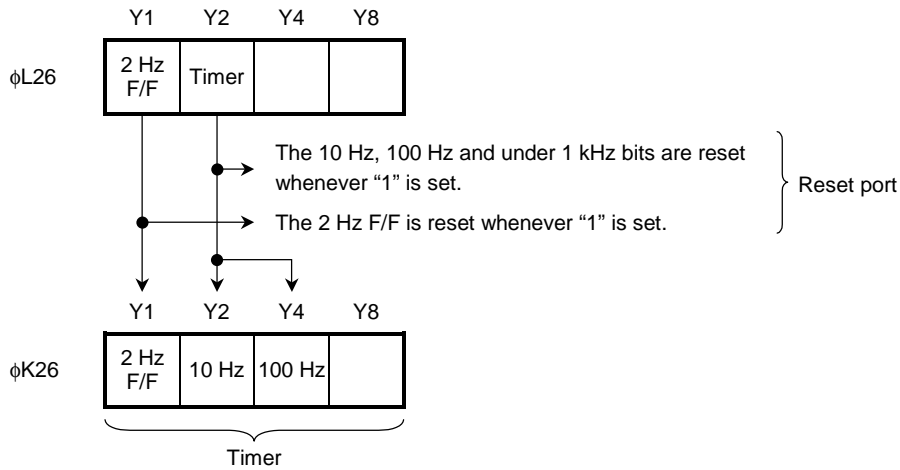 Y1 Y2 Y4 Y8
ϕL26
2 Hz
F/F
Timer
The 10 Hz, 100 Hz and under 1 kHz bits are reset
whenever “1” is set.
Reset port
The 2 Hz F/F is reset whenever “1” is set.
Y1 Y2 Y4 Y8
ϕK26
2 Hz
F/F
10 Hz
100 Hz
Timer